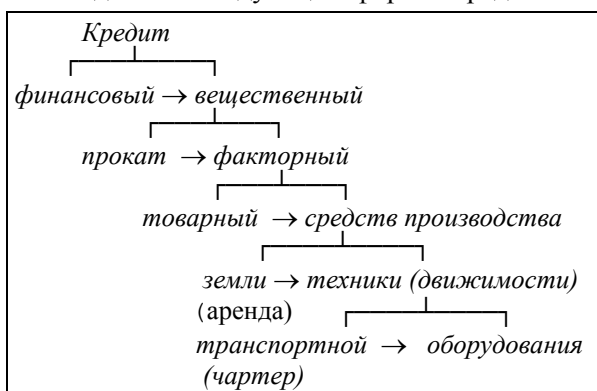 Кредит
финансовый → вещественный
прокат → факторный
товарный → средств производства
земли → техники (движимости)
(аренда)
транспортной → оборудования
(чартер)